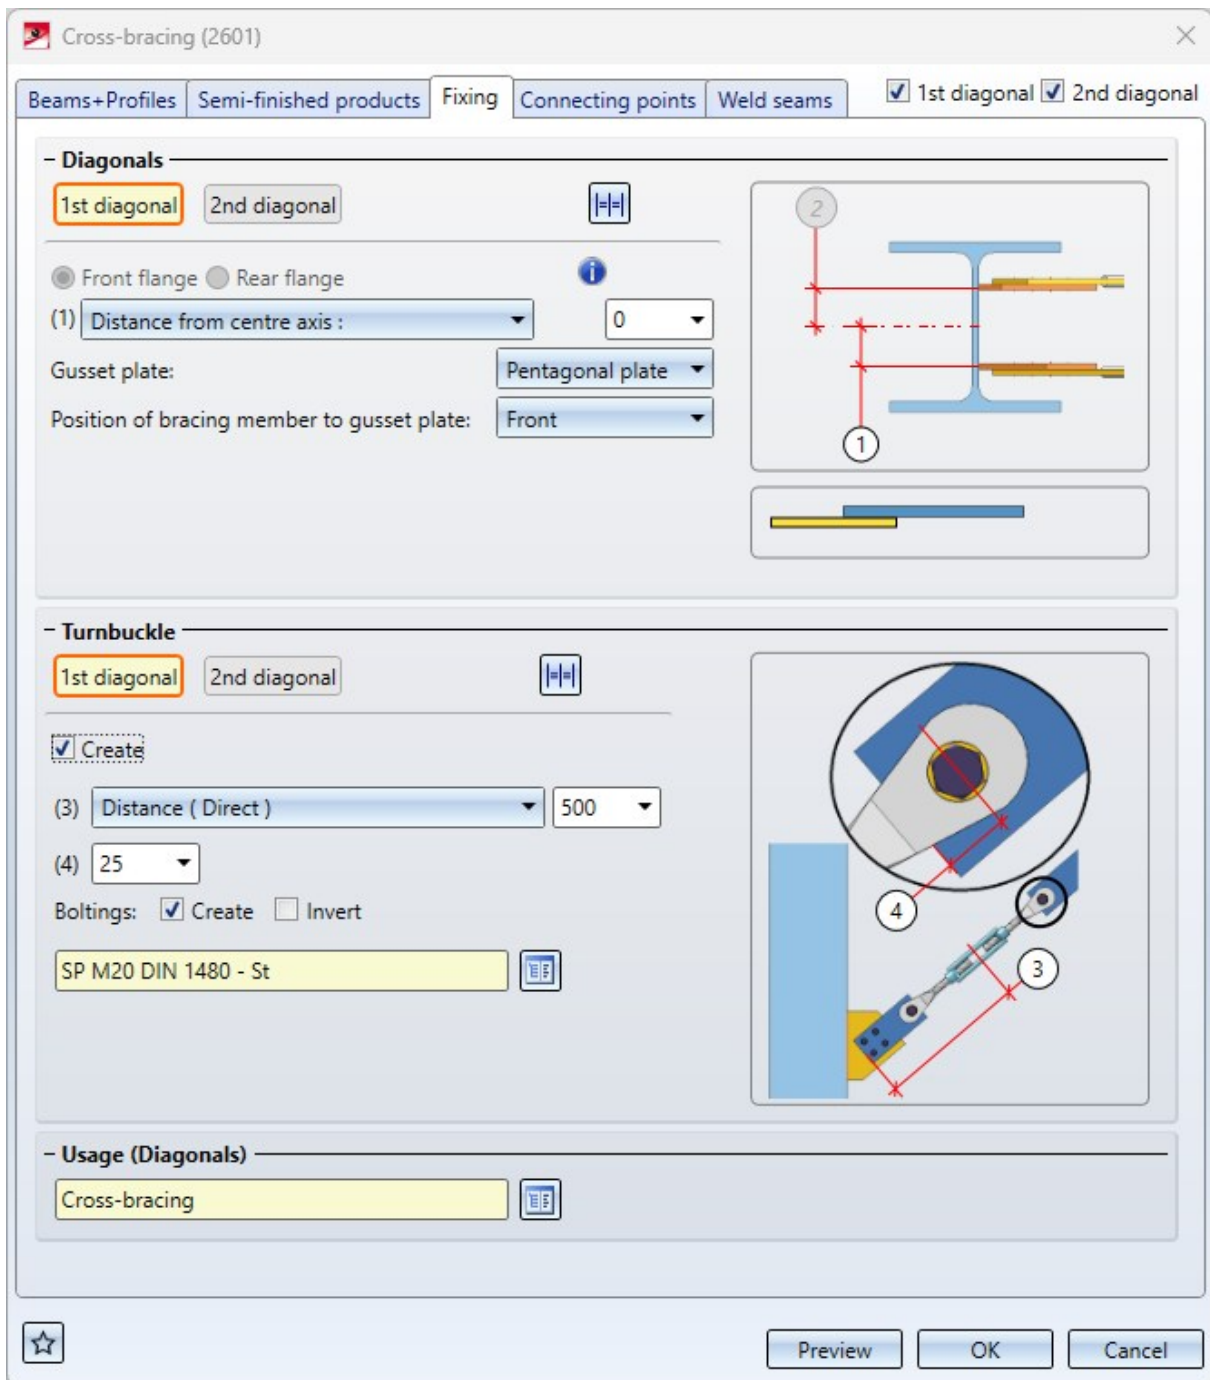 Cross-bracing (2601)
Beams+Profiles Semi-finished products Fixing Connecting points Weld seams 1st diagonal 2nd diagonal
Diagonals
1st diagonal 2nd diagonal
2
Front flange Rear flange
(1) Distance from centre axis : 0
Gusset plate: Pentagonal plate
Position of bracing member to gusset plate: Front
1
Turnbuckle
1st diagonal 2nd diagonal
Create
(3) Distance ( Direct ) 500
(4) 25
Boltings: Create Invert
4
SP M20 DIN 1480 - St
3
Usage (Diagonals)
Cross-bracing
Preview OK Cancel